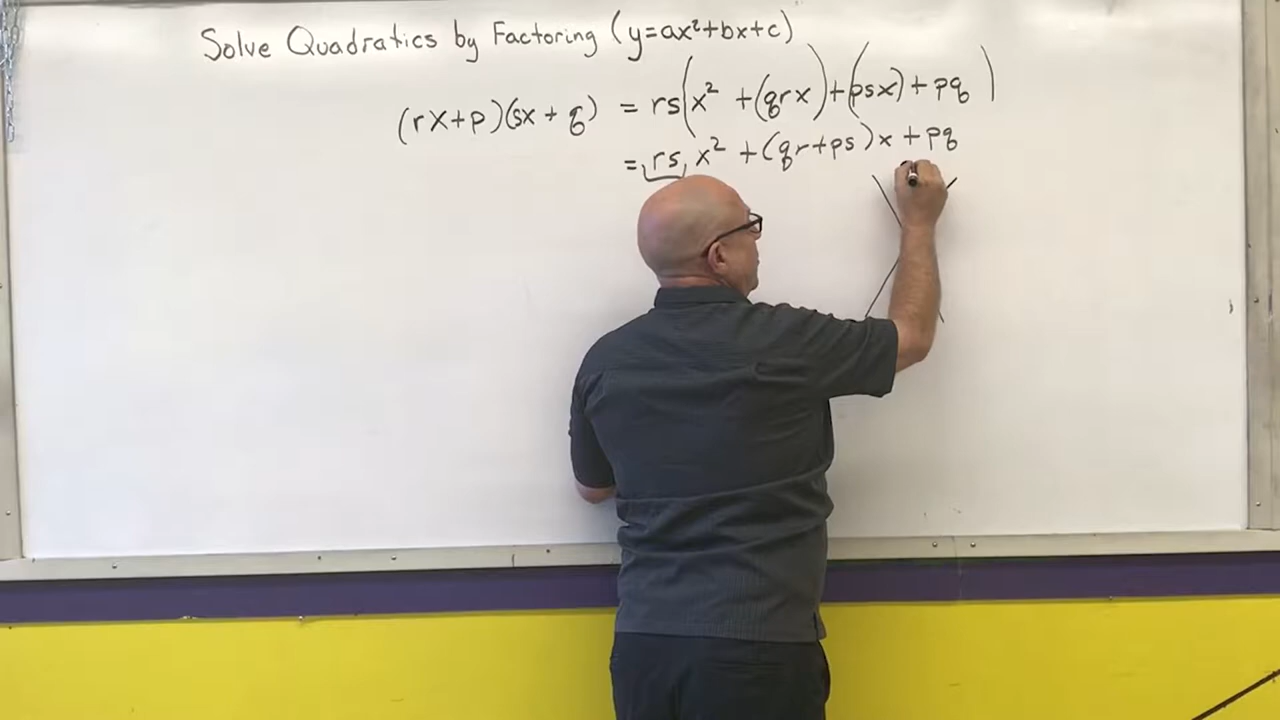 Solve Quadratics by Factoring (y=ax²+bx+c)
(rx+p)(sx+q) = rs(x² +(qrx)+(psx)+pq)
= rs x² +(qr+ps)x+pq